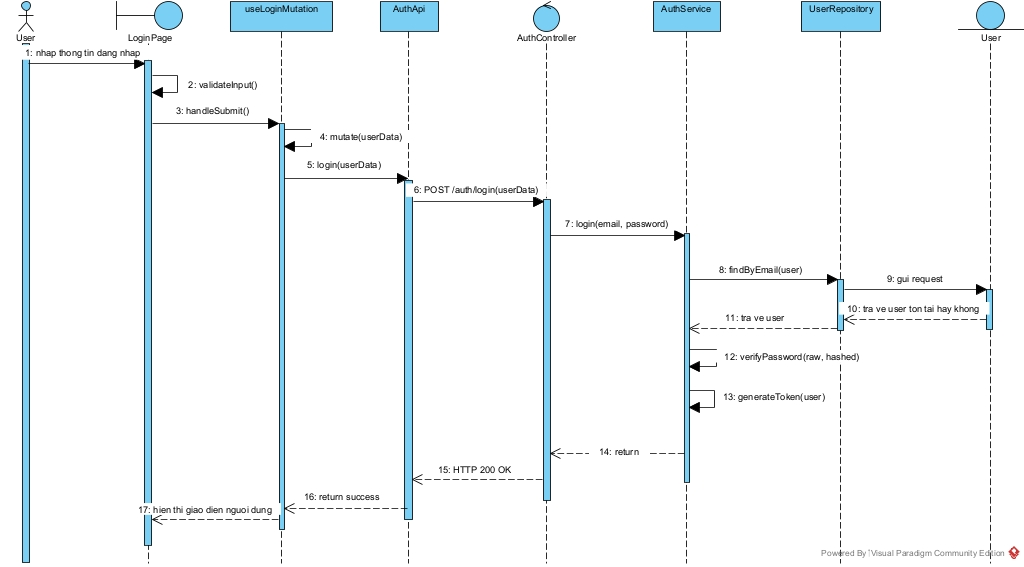 User
LoginPage
useLoginMutation
AuthApi
AuthController
AuthService
UserRepository
User
1: nhap thong tin dang nhap
2: validateInput()
3: handleSubmit()
4: mutate(userData)
5: login(userData)
6: POST /auth/login(userData)
7: login(email, password)
8: findByEmail(user)
9: gui request
10: tra ve user ton tai hay khong
11: tra ve user
12: verifyPassword(raw, hashed)
13: generateToken(user)
14: return
15: HTTP 200 OK
16: return success
17: hien thi giao dien nguoi dung
Powered By Visual Paradigm Community Edition